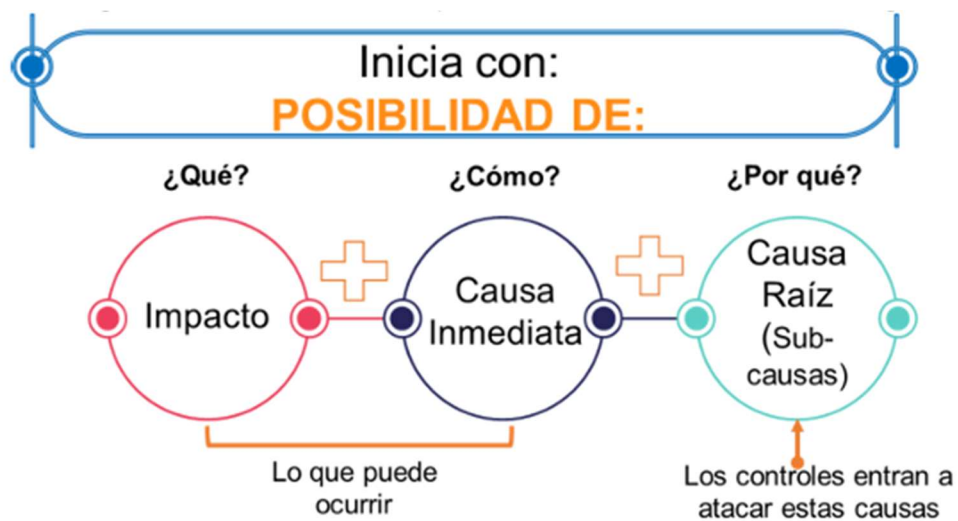 Inicia con:
POSIBILIDAD DE:
¿Qué?
¿Cómo?
¿Por qué?
Impacto
Causa
Inmediata
Causa
Raíz
(Sub-
causas)
Lo que puede
ocurrir
Los controles entran a
atacar estas causas